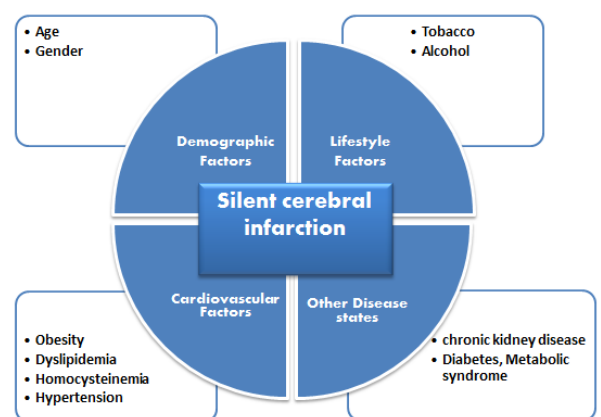 • Age
• Gender
• Tobacco
• Alcohol
Demographic
Factors
Lifestyle
Factors
Silent cerebral
infarction
Cardiovascular
Factors
Other Disease
states
• Obesity
• Dyslipidemia
• Homocysteinemia
• Hypertension
• chronic kidney disease
• Diabetes, Metabolic
syndrome